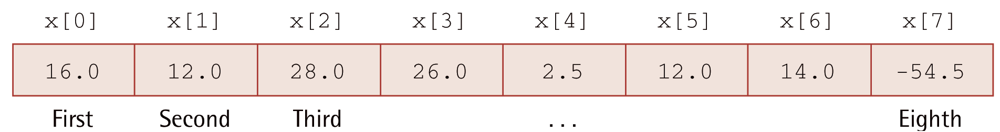 x[0] x[1] x[2] x[3] x[4] x[5] x[6] x[7]
16.0 12.0 28.0 26.0 2.5 12.0 14.0 -54.5
First Second Third ... Eighth